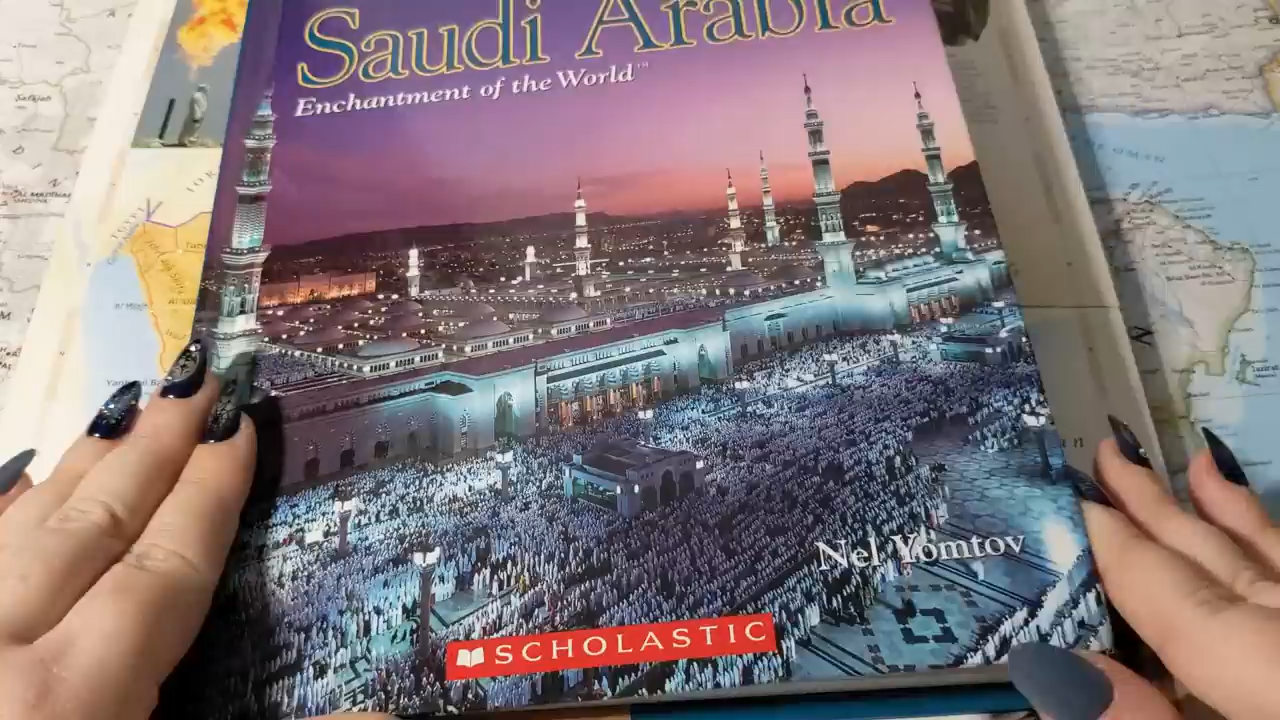 Saudi Arabia
Enchantment of the World™
Nel Yomtov
SCHOLASTIC